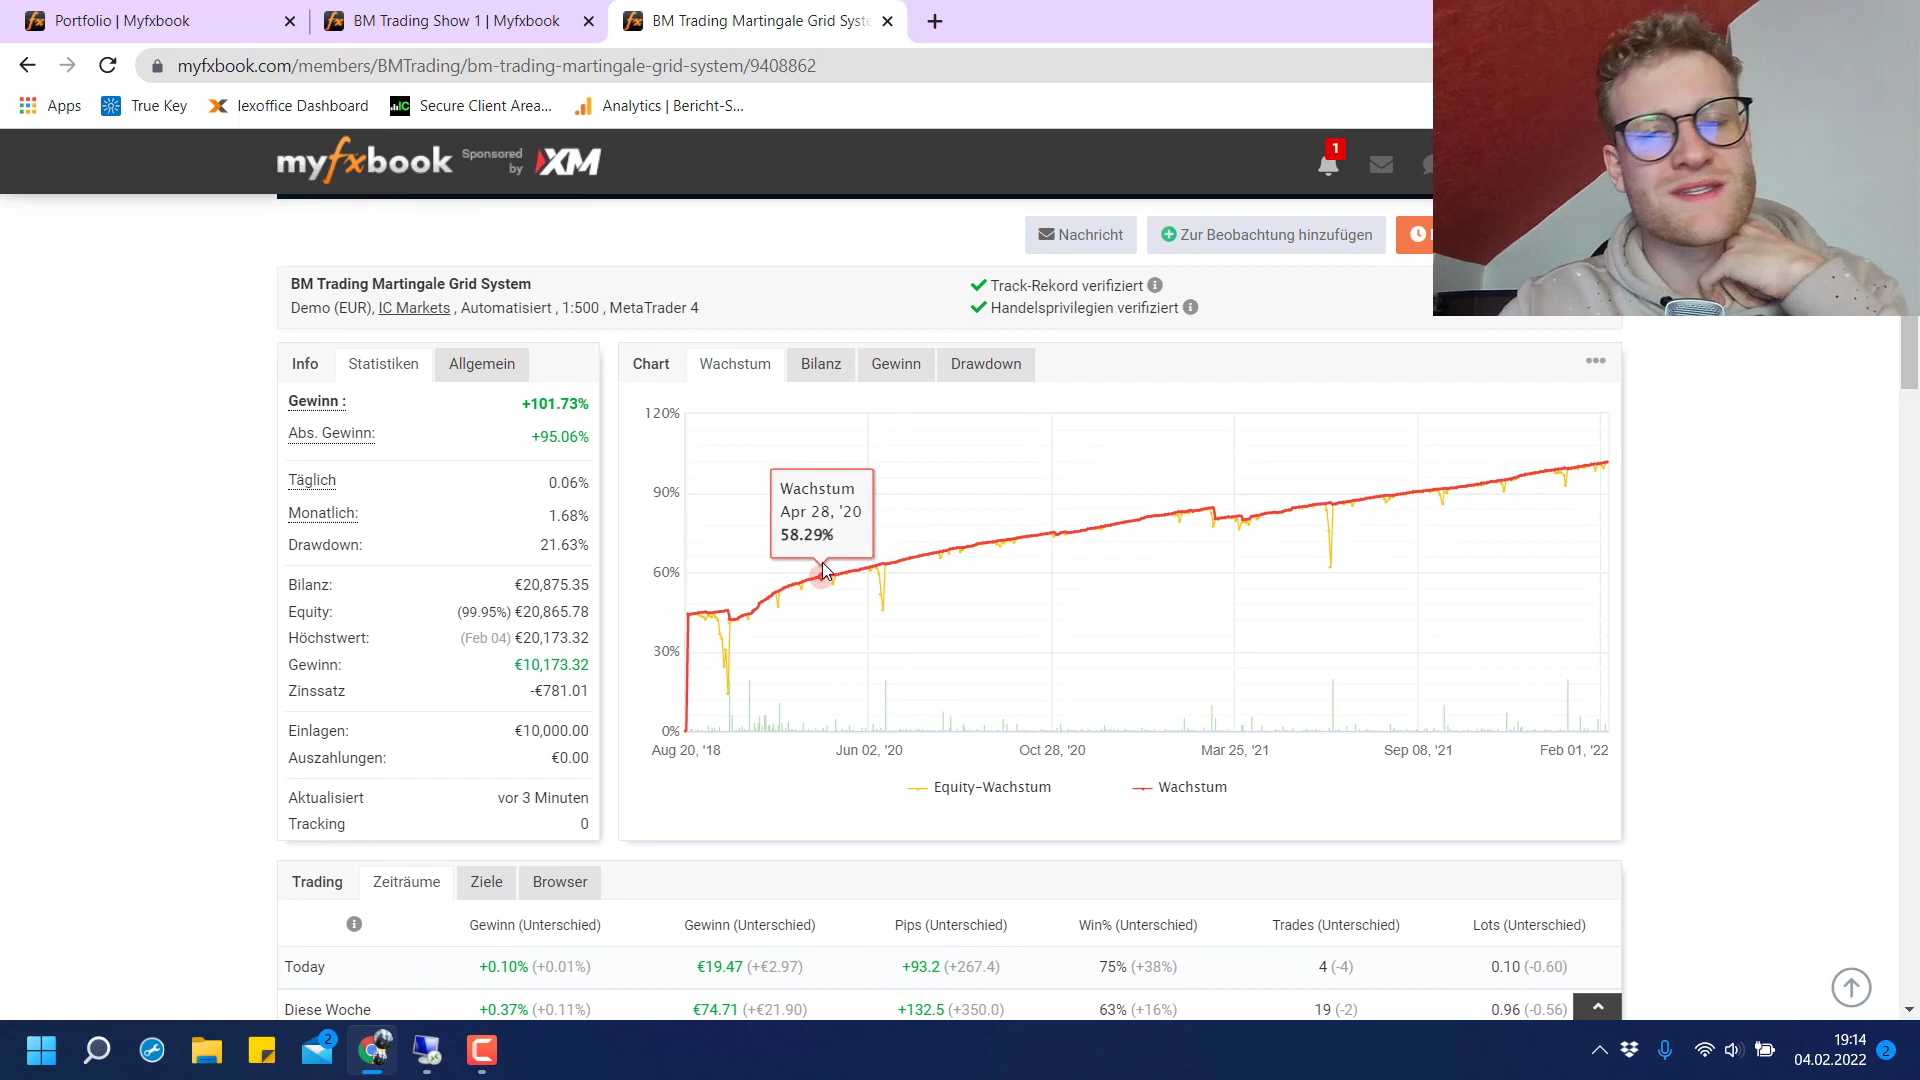 Portfolio | Myfxbook
BM Trading Show 1 | Myfxbook
BM Trading Martingale Grid Syste
myfxbook.com/members/BMTrading/bm-trading-martingale-grid-system/9408862
Apps
True Key
lexoffice Dashboard
Secure Client Area...
Analytics | Bericht-S...
myfxbook Sponsored by XM
1
Nachricht
Zur Beobachtung hinzufügen
BM Trading Martingale Grid System
Demo (EUR), IC Markets , Automatisiert , 1:500 , MetaTrader 4
Track-Rekord verifiziert
Handelsprivilegien verifiziert
Info Statistiken Allgemein
Gewinn : +101.73%
Abs. Gewinn: +95.06%
Täglich 0.06%
Monatlich: 1.68%
Drawdown: 21.63%
Bilanz: €20,875.35
Equity: (99.95%) €20,865.78
Höchstwert: (Feb 04) €20,173.32
Gewinn: €10,173.32
Zinssatz -€781.01
Einlagen: €10,000.00
Auszahlungen: €0.00
Aktualisiert vor 3 Minuten
Tracking 0
Chart Wachstum Bilanz Gewinn Drawdown
120%
90%
60%
30%
0%
Wachstum
Apr 28, '20
58.29%
Aug 20, '18 Jun 02, '20 Oct 28, '20 Mar 25, '21 Sep 08, '21 Feb 01, '22
Equity-Wachstum Wachstum
Trading Zeiträume Ziele Browser
Gewinn (Unterschied) Gewinn (Unterschied) Pips (Unterschied) Win% (Unterschied) Trades (Unterschied) Lots (Unterschied)
Today +0.10% (+0.01%) €19.47 (+€2.97) +93.2 (+267.4) 75% (+38%) 4 (-4) 0.10 (-0.60)
Diese Woche +0.37% (+0.11%) €74.71 (+€21.90) +132.5 (+350.0) 63% (+16%) 19 (-2) 0.96 (-0.56)
2
19:14
04.02.2022
2